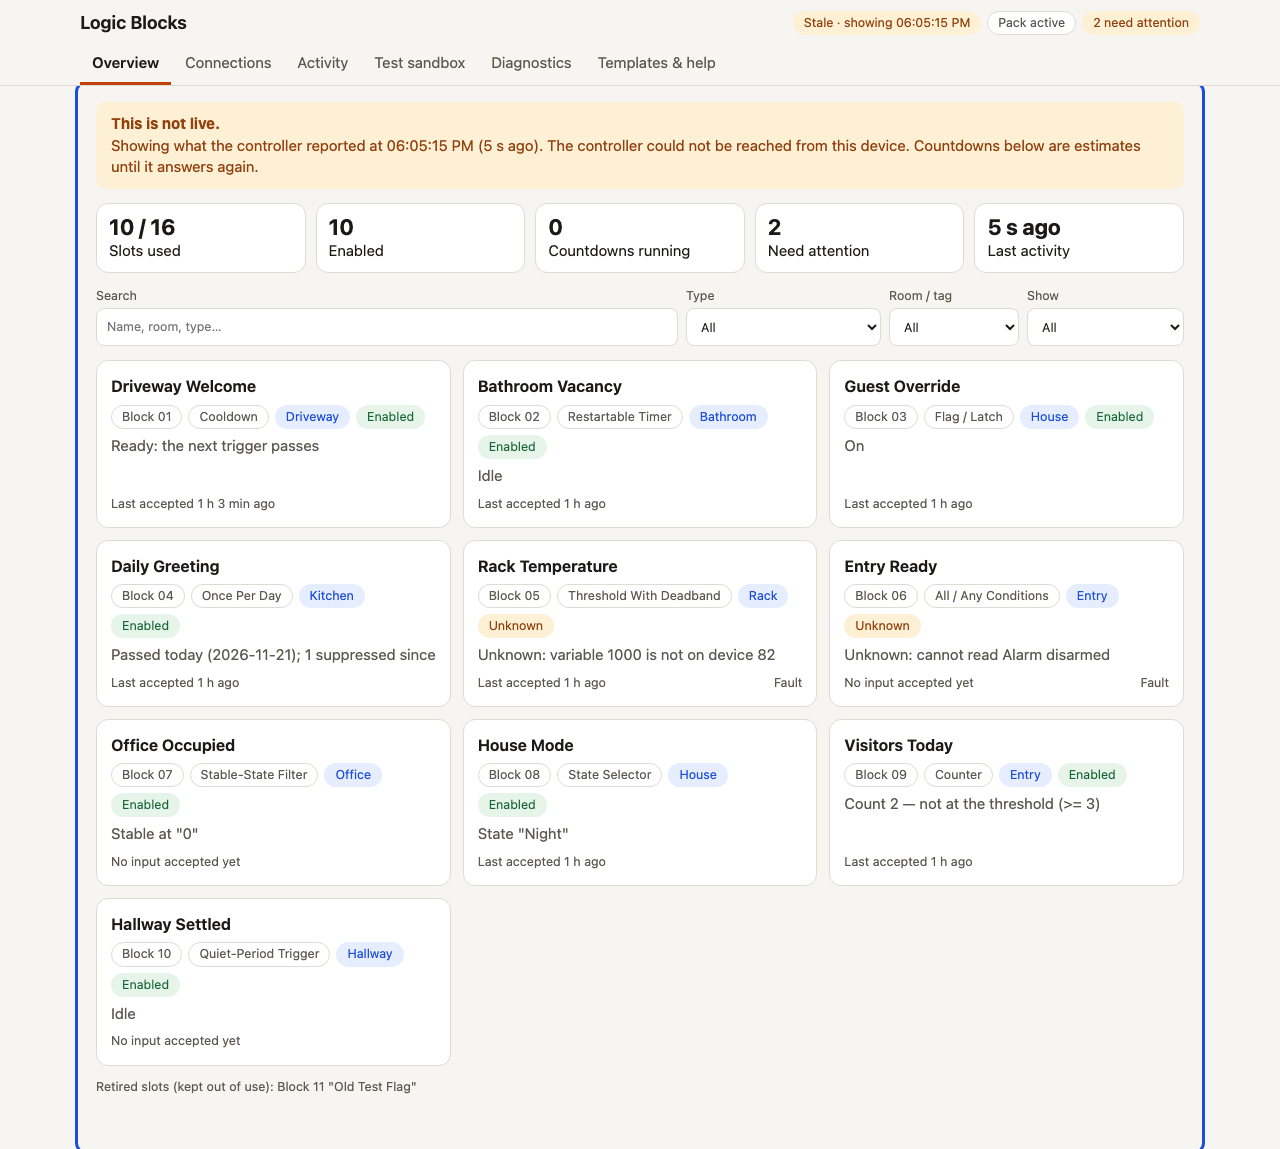 Logic Blocks
Stale · showing 06:05:15 PM
Pack active
2 need attention
Overview
Connections
Activity
Test sandbox
Diagnostics
Templates & help
This is not live.
Showing what the controller reported at 06:05:15 PM (5 s ago). The controller could not be reached from this device. Countdowns below are estimates
until it answers again.
10 / 16
Slots used
10
Enabled
0
Countdowns running
2
Need attention
5 s ago
Last activity
Search
Name, room, type...
Type
All
Room / tag
All
Show
All
Driveway Welcome
Block 01
Cooldown
Driveway
Enabled
Ready: the next trigger passes
Last accepted 1 h 3 min ago
Bathroom Vacancy
Block 02
Restartable Timer
Bathroom
Enabled
Idle
Last accepted 1 h ago
Guest Override
Block 03
Flag / Latch
House
Enabled
On
Last accepted 1 h ago
Daily Greeting
Block 04
Once Per Day
Kitchen
Enabled
Passed today (2026-11-21); 1 suppressed since
Last accepted 1 h ago
Rack Temperature
Block 05
Threshold With Deadband
Rack
Unknown
Unknown: variable 1000 is not on device 82
Last accepted 1 h ago
Fault
Entry Ready
Block 06
All / Any Conditions
Entry
Unknown
Unknown: cannot read Alarm disarmed
No input accepted yet
Fault
Office Occupied
Block 07
Stable-State Filter
Office
Enabled
Stable at "0"
No input accepted yet
House Mode
Block 08
State Selector
House
Enabled
State "Night"
Last accepted 1 h ago
Visitors Today
Block 09
Counter
Entry
Enabled
Count 2 — not at the threshold (>= 3)
Last accepted 1 h ago
Hallway Settled
Block 10
Quiet-Period Trigger
Hallway
Enabled
Idle
No input accepted yet
Retired slots (kept out of use): Block 11 "Old Test Flag"